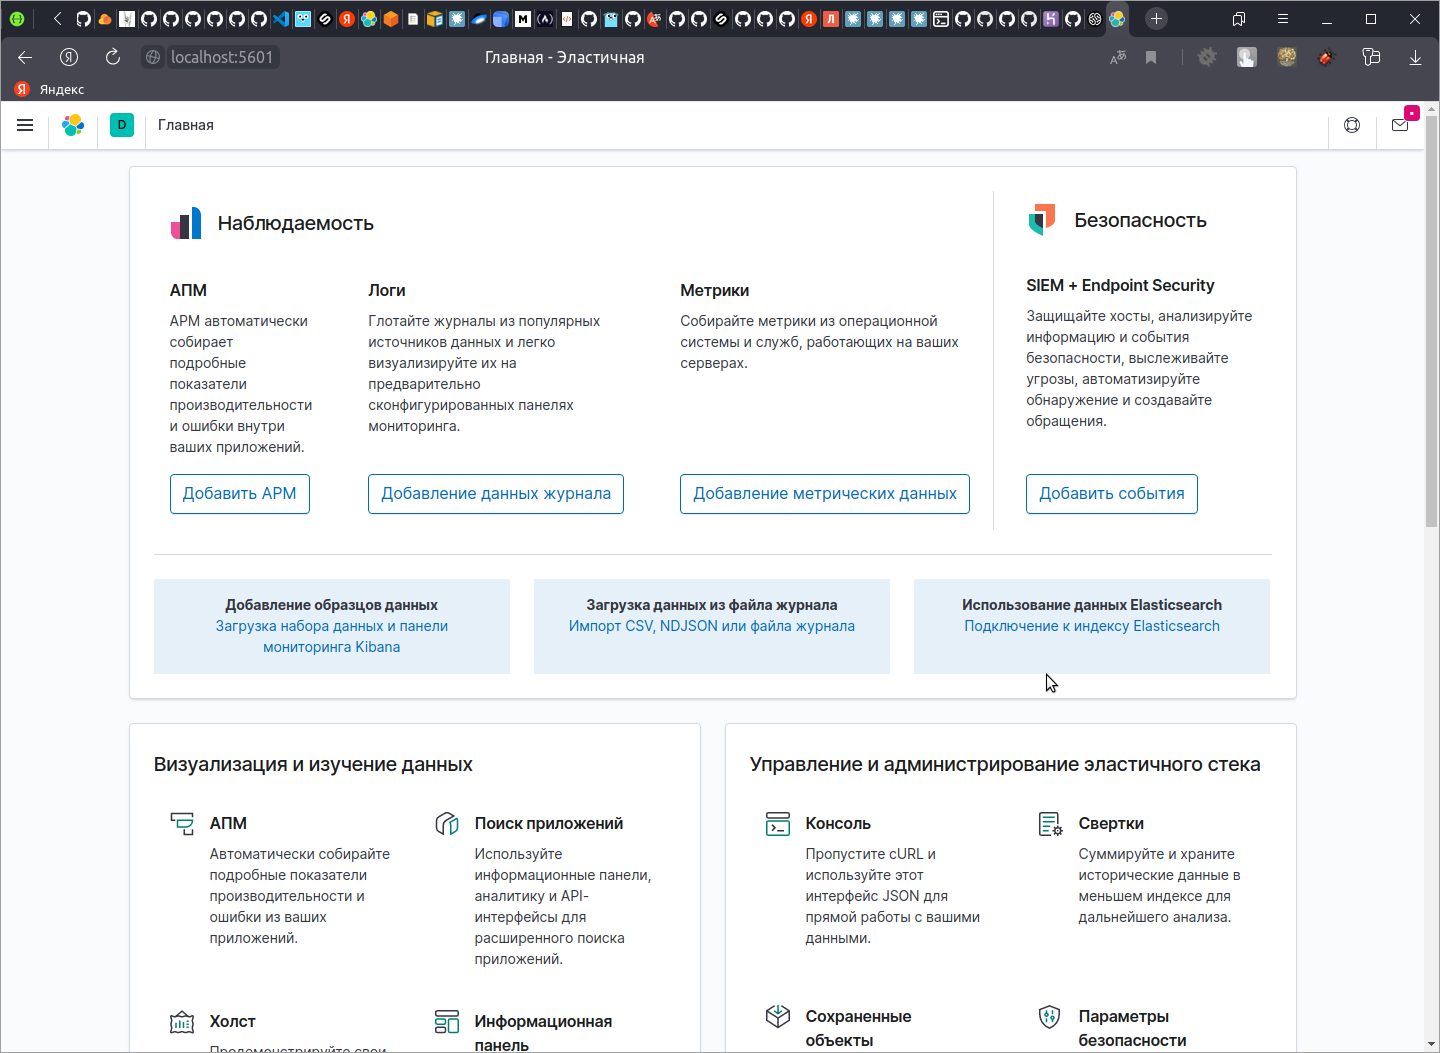 localhost:5601
Главная - Эластичная
Яндекс
D
Главная
Наблюдаемость
АПМ
APM автоматически
собирает
подробные
показатели
производительности
и ошибки внутри
ваших приложений.
Добавить APM
Логи
Глотайте журналы из популярных
источников данных и легко
визуализируйте их на
предварительно
сконфигурированных панелях
мониторинга.
Добавление данных журнала
Метрики
Собирайте метрики из операционной
системы и служб, работающих на ваших
серверах.
Добавление метрических данных
Безопасность
SIEM + Endpoint Security
Защищайте хосты, анализируйте
информацию и события
безопасности, выслеживайте
угрозы, автоматизируйте
обнаружение и создавайте
обращения.
Добавить события
Добавление образцов данных
Загрузка набора данных и панели
мониторинга Kibana
Загрузка данных из файла журнала
Импорт CSV, NDJSON или файла журнала
Использование данных Elasticsearch
Подключение к индексу Elasticsearch
Визуализация и изучение данных
АПМ
Автоматически собирайте
подробные показатели
производительности и
ошибки из ваших
приложений.
Поиск приложений
Используйте
информационные панели,
аналитику и API-
интерфейсы для
расширенного поиска
приложений.
Холст
Продемонстрируйте свои
Информационная
панель
Управление и администрирование эластичного стека
Консоль
Пропустите cURL и
используйте этот
интерфейс JSON для
прямой работы с вашими
данными.
Свертки
Суммируйте и храните
исторические данные в
меньшем индексе для
дальнейшего анализа.
Сохраненные
объекты
Параметры
безопасности